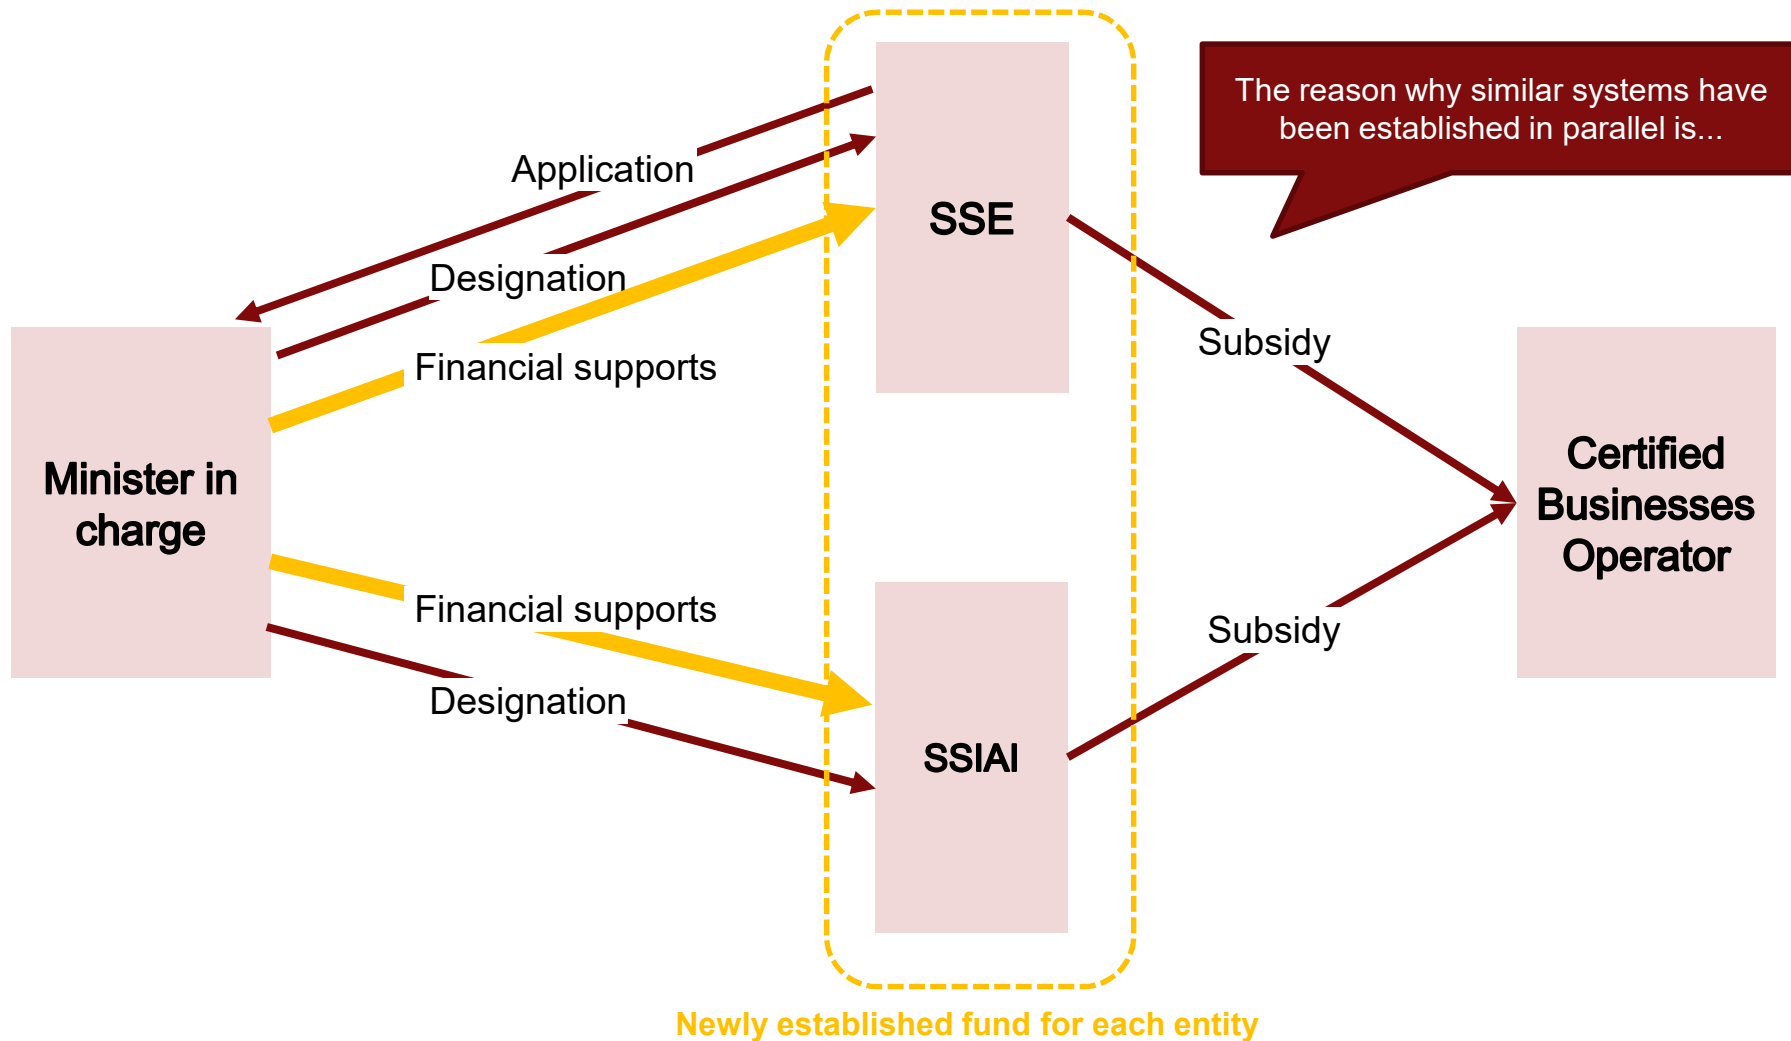 The reason why similar systems have
been established in parallel is...
Application
SSE
Designation
Subsidy
Financial supports
Minister in
charge
Certified
Businesses
Operator
Financial supports
Subsidy
Designation
SSIAI
Newly established fund for each entity